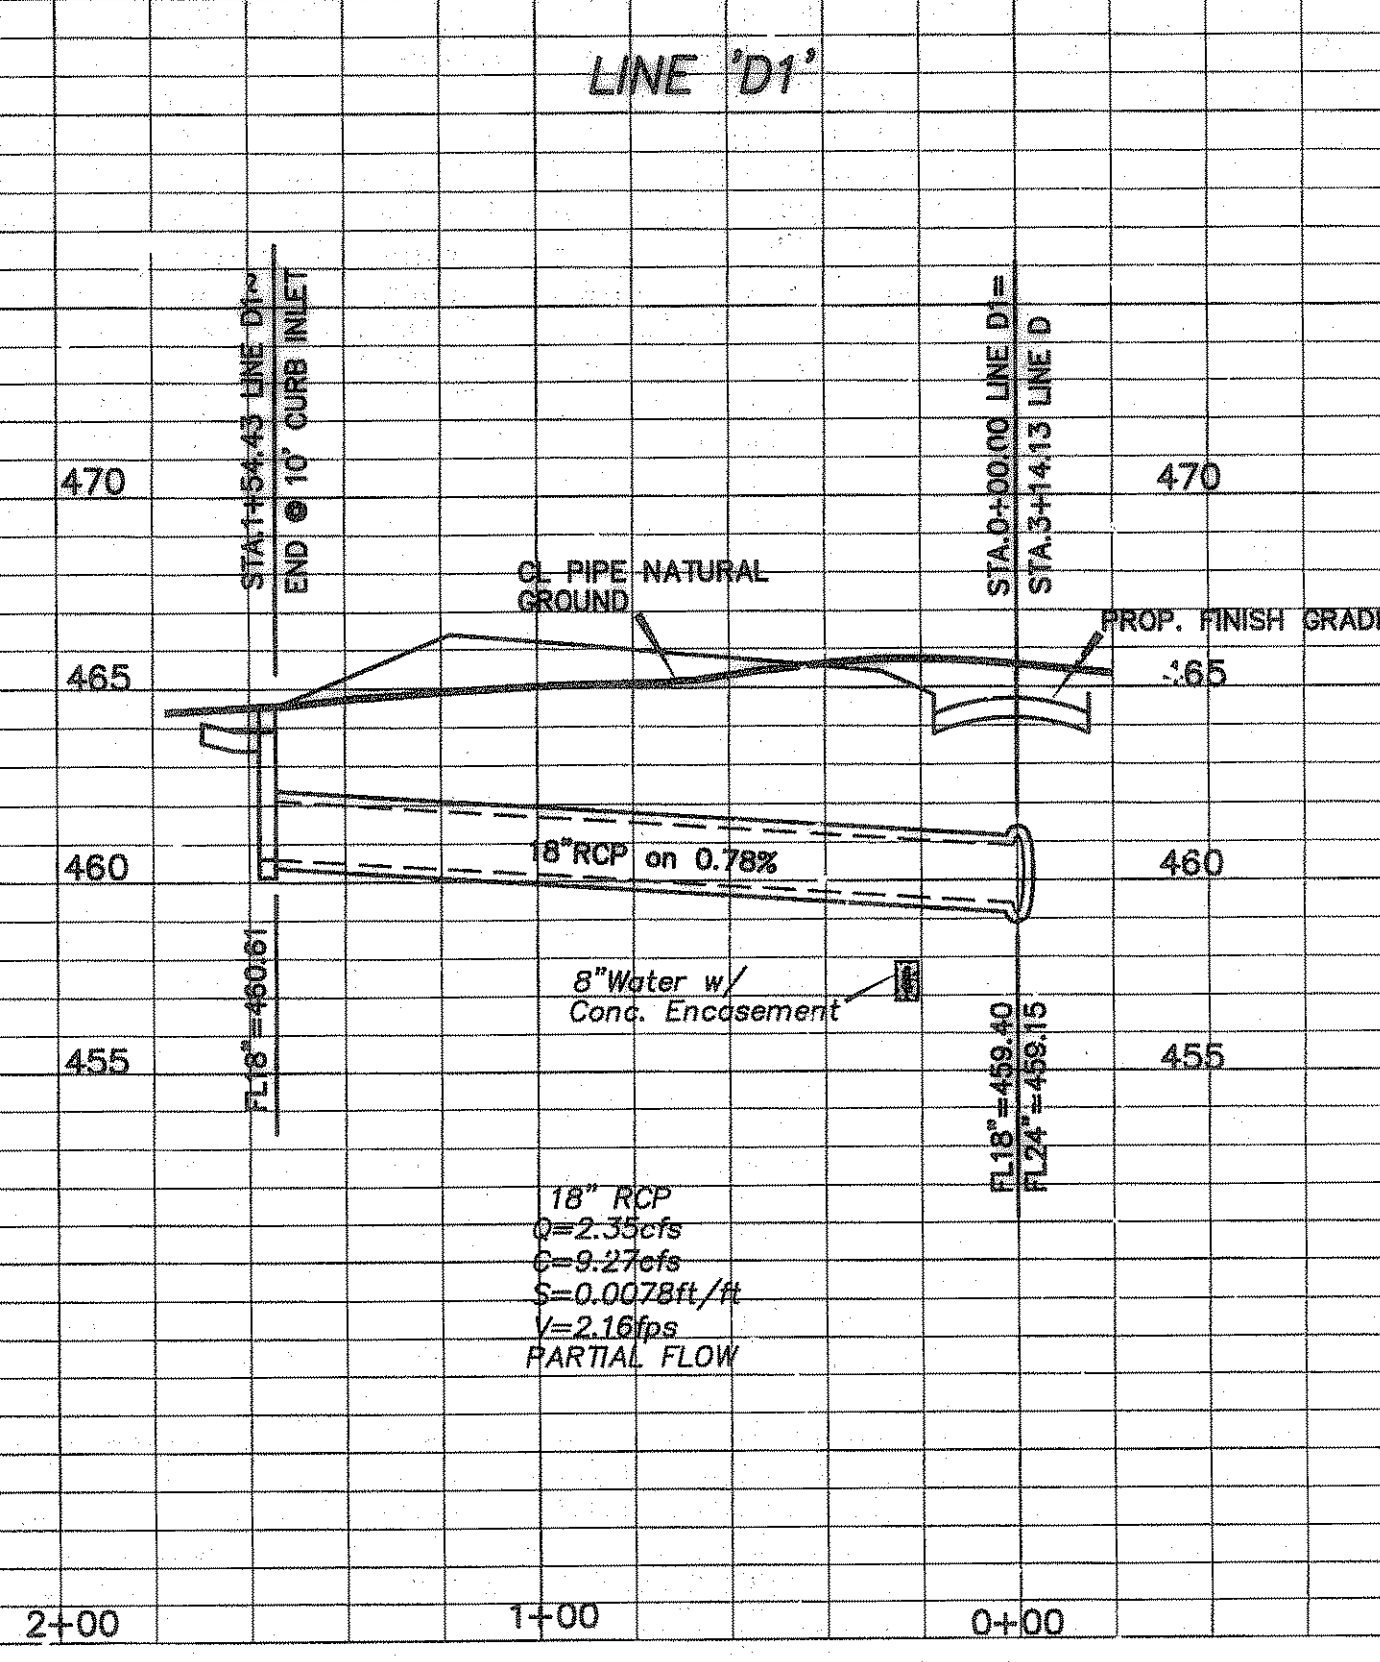 LINE 'D1'
STA.1+54.43 LINE D1~
END @ 10' CURB INLET
STA.0+00.00 LINE D1=
STA.3+14.13 LINE D
470
470
CL PIPE NATURAL
GROUND
PROP. FINISH GRADE
465
465
18"RCP on 0.78%
460
460
FL18"=460.61
8"Water w/
Conc. Encasement
455
455
FL18"=459.40
FL24"=459.15
18" RCP
Q=2.35cfs
C=9.27cfs
S=0.0078ft/ft
V=2.16fps
PARTIAL FLOW
2+00
1+00
0+00